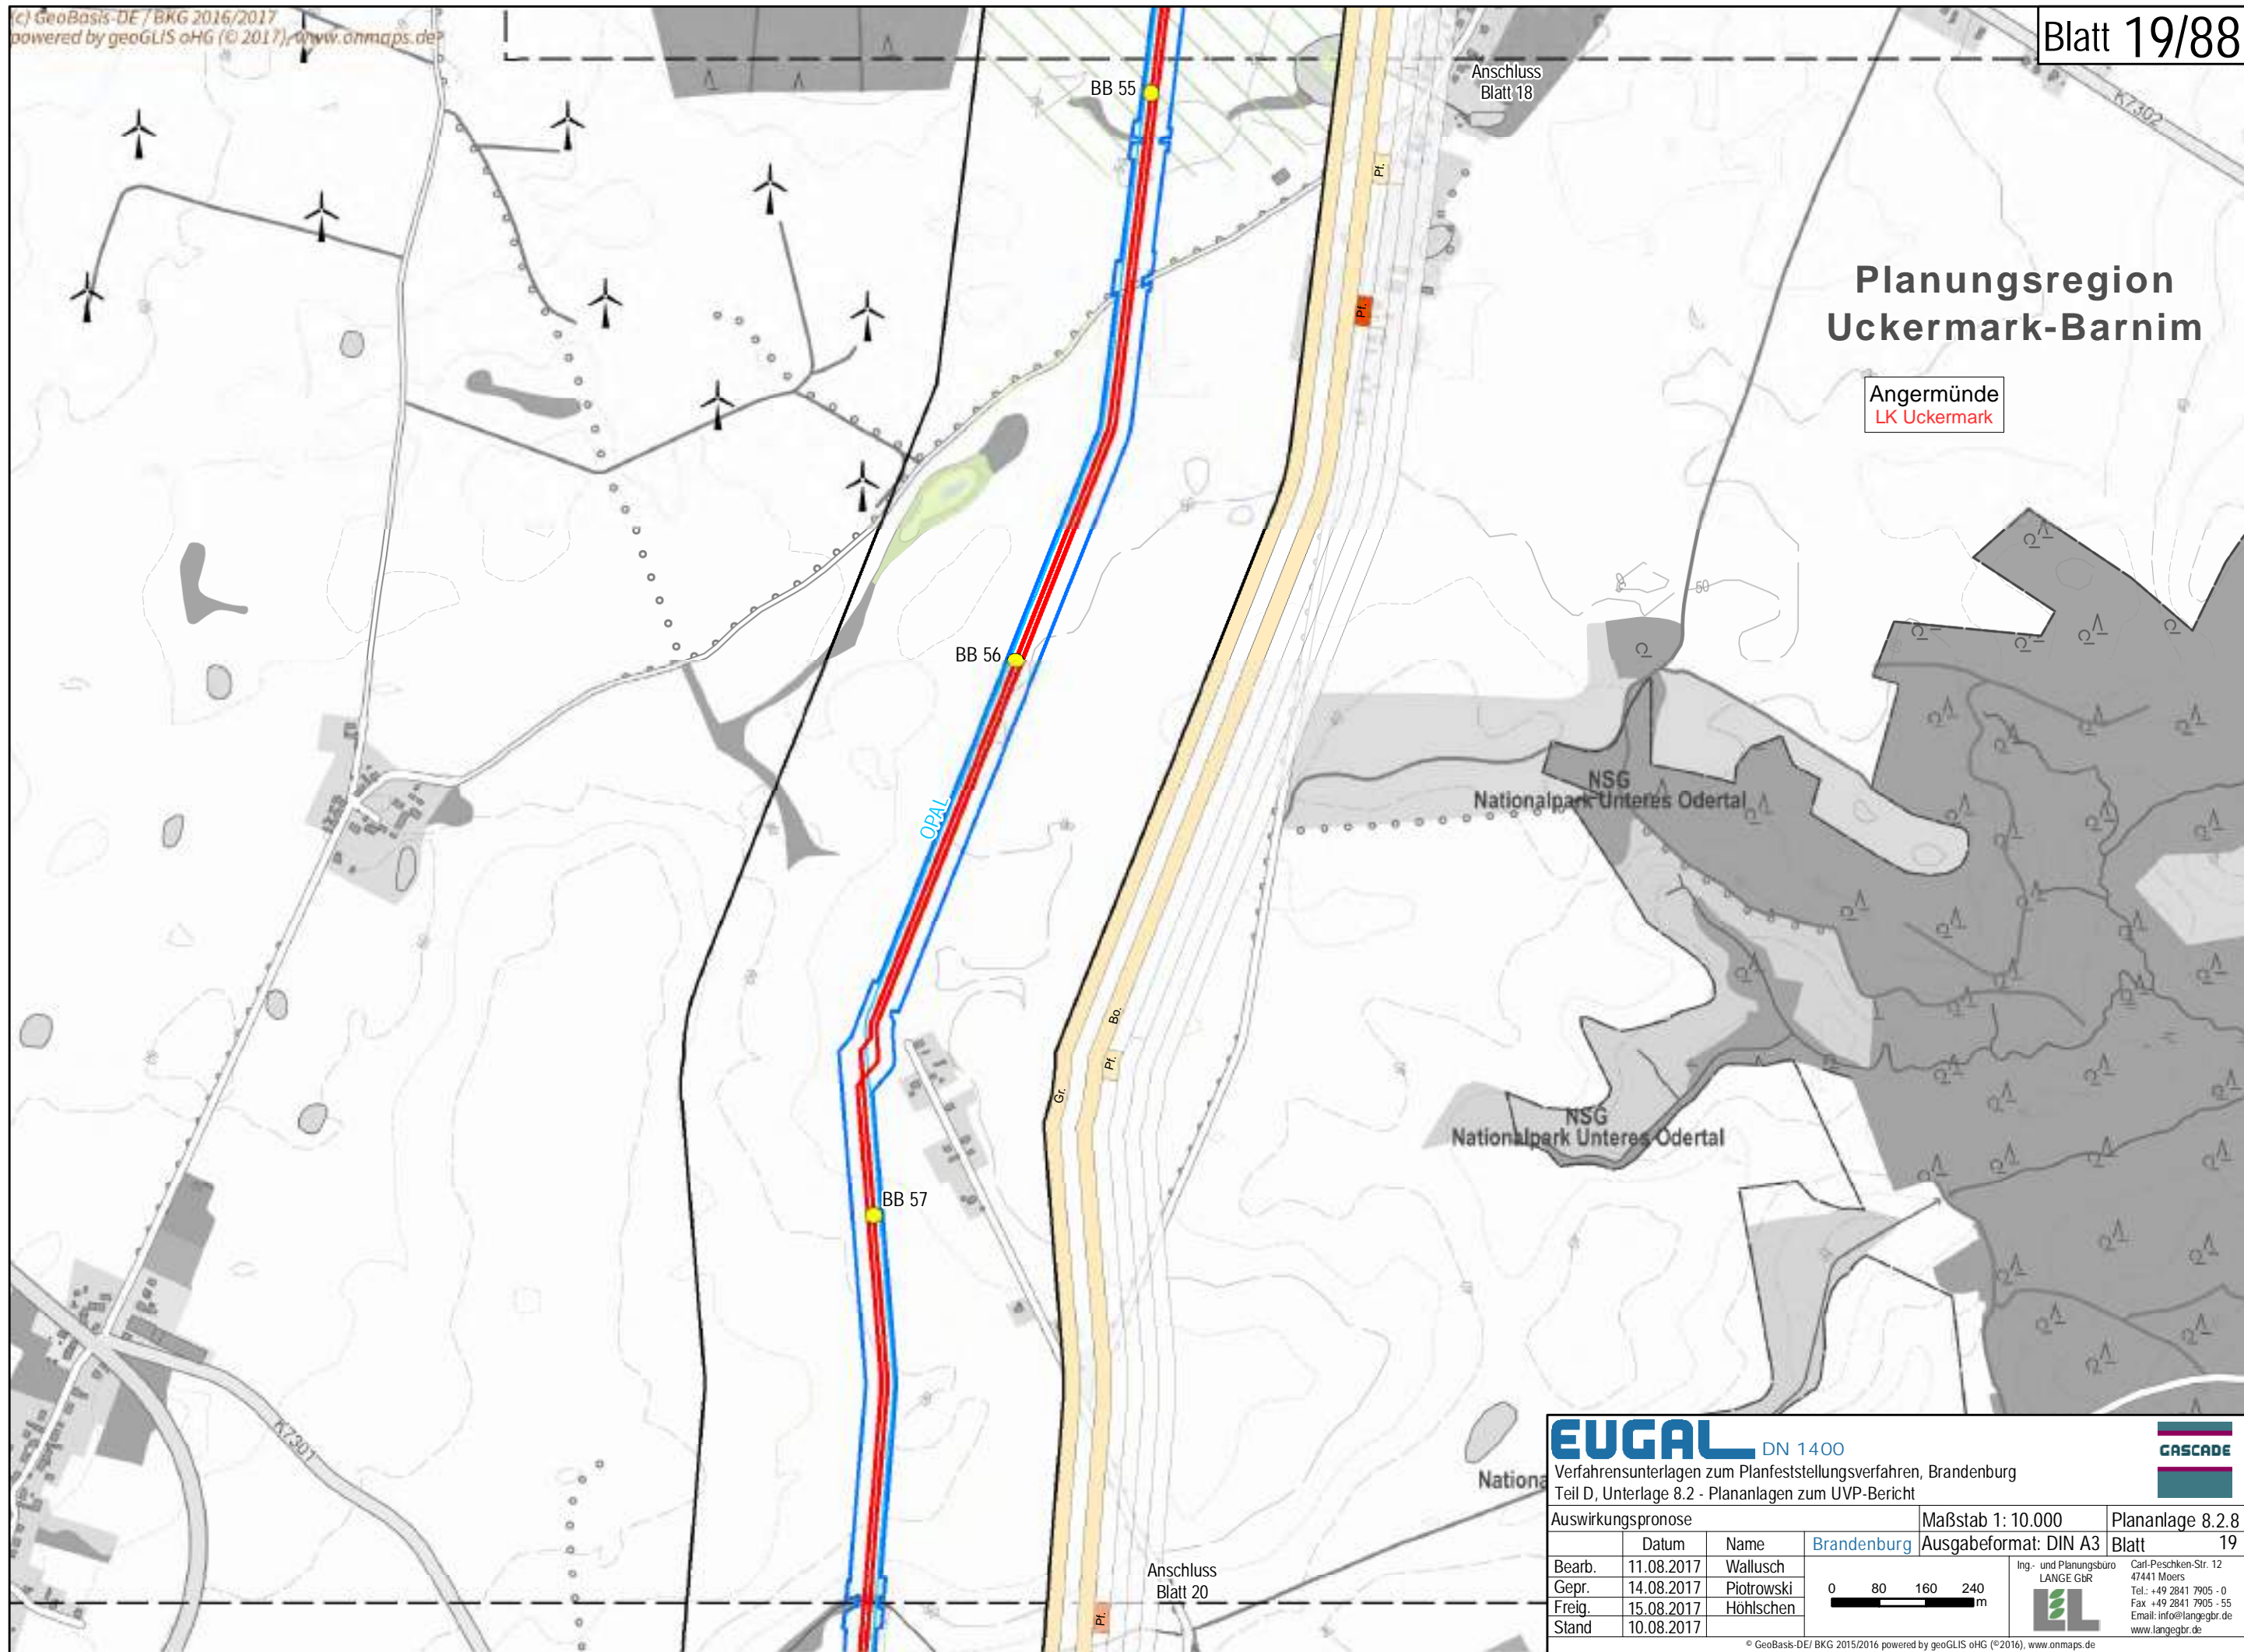 (c) GeoBasis-DE / BKG 2016/2017
powered by geoGLIS oHG (© 2017), www.onmaps.de
Blatt 19/88
Anschluss
Blatt 18
BB 55
K7302
Pf.
Pf.
Planungsregion
Uckermark-Barnim
Angermünde
LK Uckermark
50
BB 56
OPAL
NSG
Nationalpark Unteres Odertal
Bo.
Pf.
Gr.
NSG
Nationalpark Unteres Odertal
BB 57
K7301
Nationa
Anschluss
Blatt 20
Pf.
EUGAL DN 1400
GASCADE
Verfahrensunterlagen zum Planfeststellungsverfahren, Brandenburg
Teil D, Unterlage 8.2 - Plananlagen zum UVP-Bericht
Auswirkungspronose
Maßstab 1: 10.000
Plananlage 8.2.8
Datum Name
Brandenburg
Ausgabeformat: DIN A3
Blatt 19
Bearb. 11.08.2017 Wallusch
Gepr. 14.08.2017 Piotrowski
Freig. 15.08.2017 Höhlschen
Stand 10.08.2017
0 80 160 240
m
Ing.- und Planungsbüro
LANGE GbR
Carl-Peschken-Str. 12
47441 Moers
Tel.: +49 2841 7905 - 0
Fax +49 2841 7905 - 55
Email: info@langegbr.de
www.langegbr.de
© GeoBasis-DE/ BKG 2015/2016 powered by geoGLIS oHG (©2016), www.onmaps.de